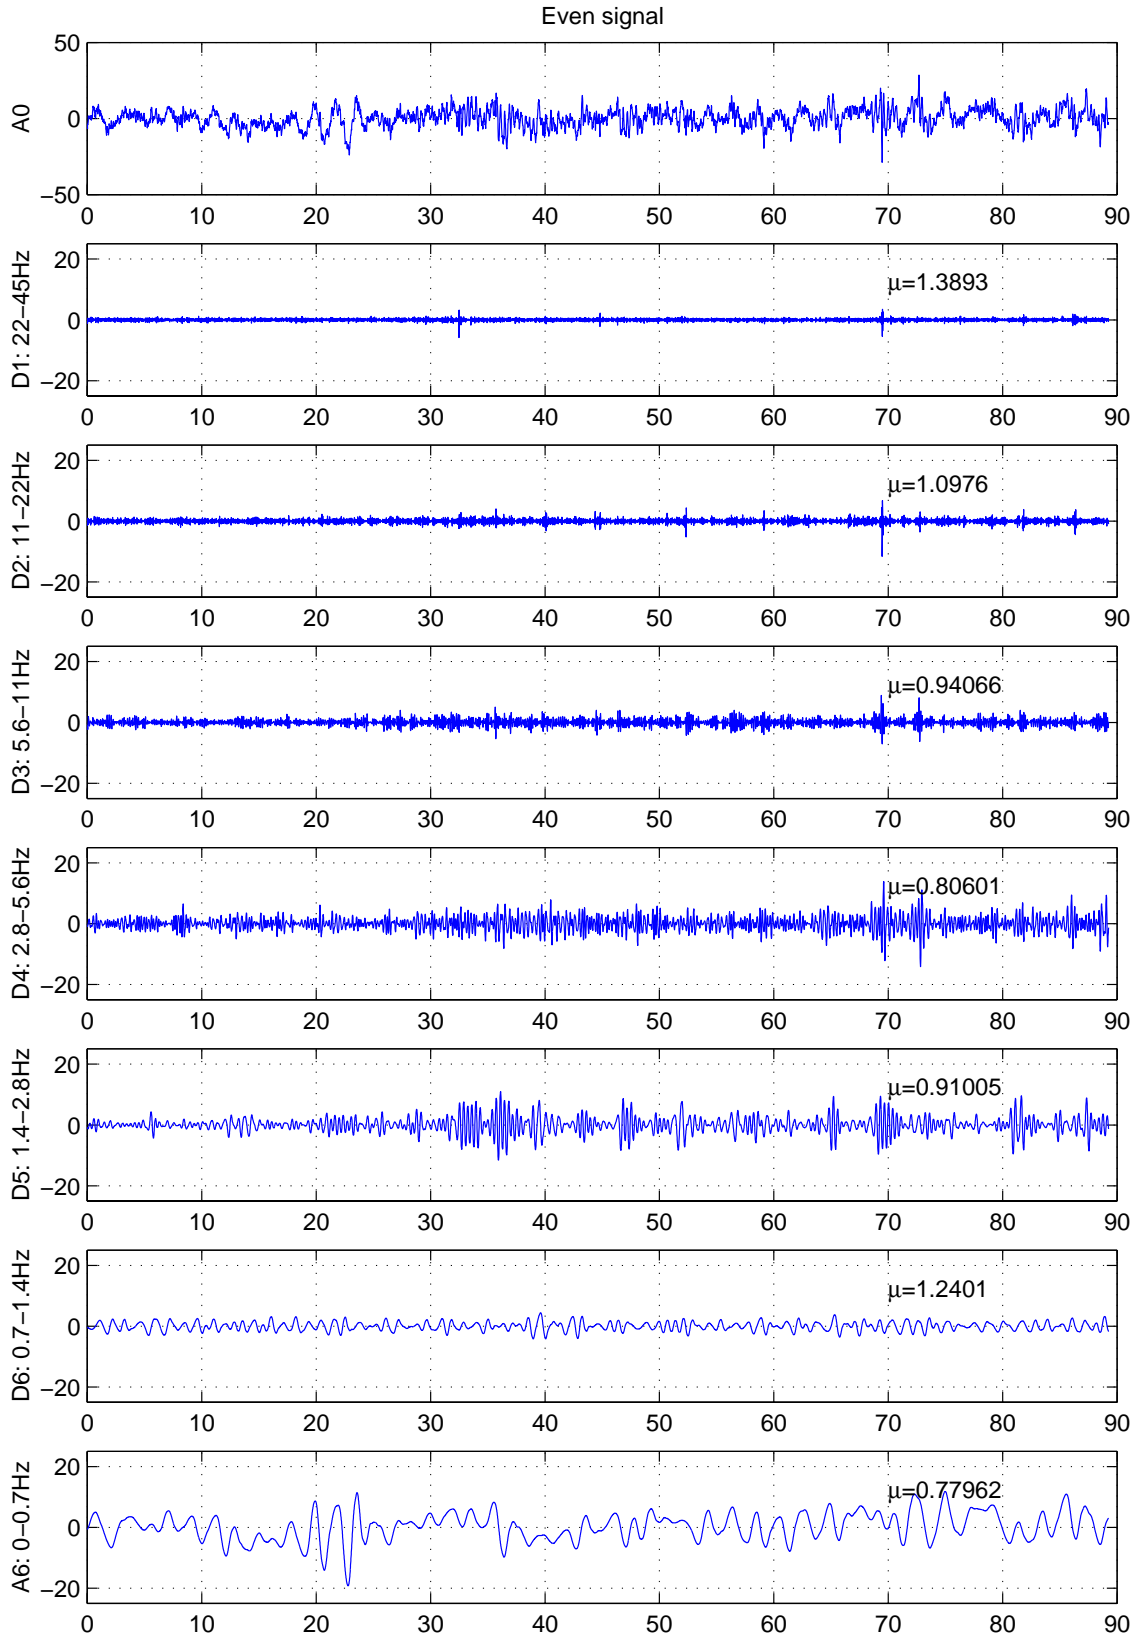 Even signal
A0
50
0
−50
0 10 20 30 40 50 60 70 80 90
D1: 22−45Hz
20
0
−20
μ=1.3893
0 10 20 30 40 50 60 70 80 90
D2: 11−22Hz
20
0
−20
μ=1.0976
0 10 20 30 40 50 60 70 80 90
D3: 5.6−11Hz
20
0
−20
μ=0.94066
0 10 20 30 40 50 60 70 80 90
D4: 2.8−5.6Hz
20
0
−20
μ=0.80601
0 10 20 30 40 50 60 70 80 90
D5: 1.4−2.8Hz
20
0
−20
μ=0.91005
0 10 20 30 40 50 60 70 80 90
D6: 0.7−1.4Hz
20
0
−20
μ=1.2401
0 10 20 30 40 50 60 70 80 90
A6: 0−0.7Hz
20
0
−20
μ=0.77962
0 10 20 30 40 50 60 70 80 90